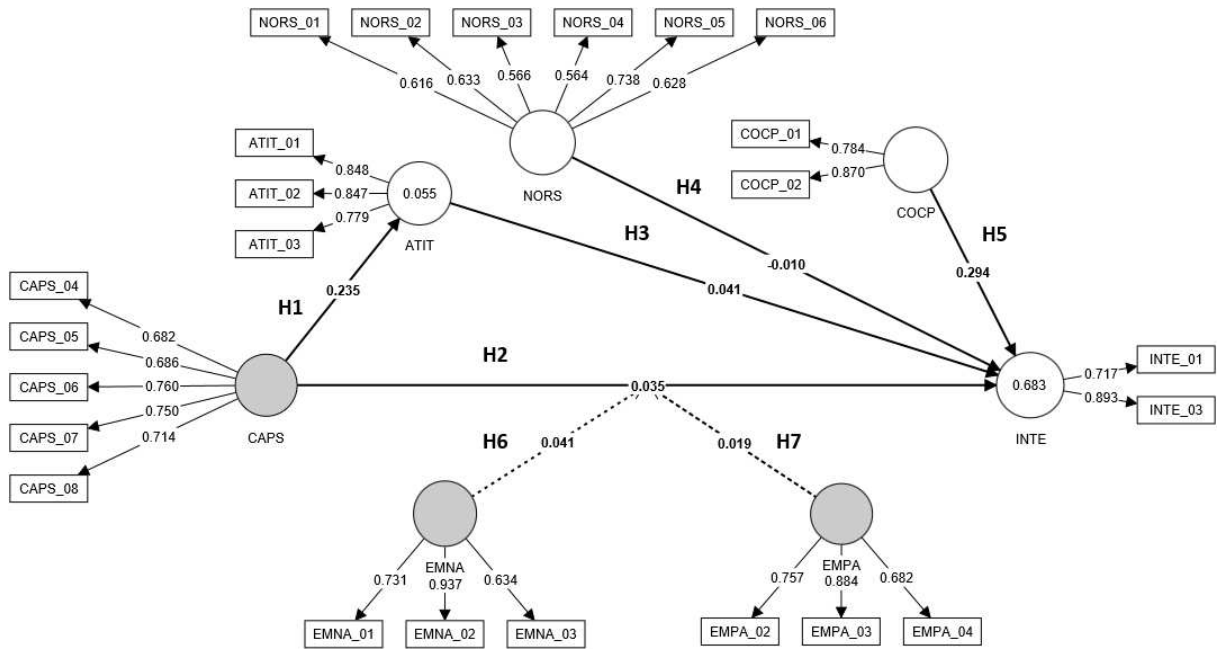 NORS_01 NORS_02 NORS_03 NORS_04 NORS_05 NORS_06
0.616 0.633 0.566 0.564 0.738 0.628
NORS
ATIT_01
ATIT_02
ATIT_03
0.848
0.847
0.779
0.055
ATIT
COCP_01
COCP_02
0.784
0.870
COCP
H4
H3
H5
-0.010
0.041
0.294
H1
0.235
CAPS_04
CAPS_05
CAPS_06
CAPS_07
CAPS_08
0.682
0.686
0.760
0.750
0.714
CAPS
H2
0.035
0.683
INTE
0.717
0.893
INTE_01
INTE_03
H6
0.041
0.019
H7
EMNA
0.731 0.937 0.634
EMNA_01 EMNA_02 EMNA_03
EMPA
0.757 0.884 0.682
EMPA_02 EMPA_03 EMPA_04